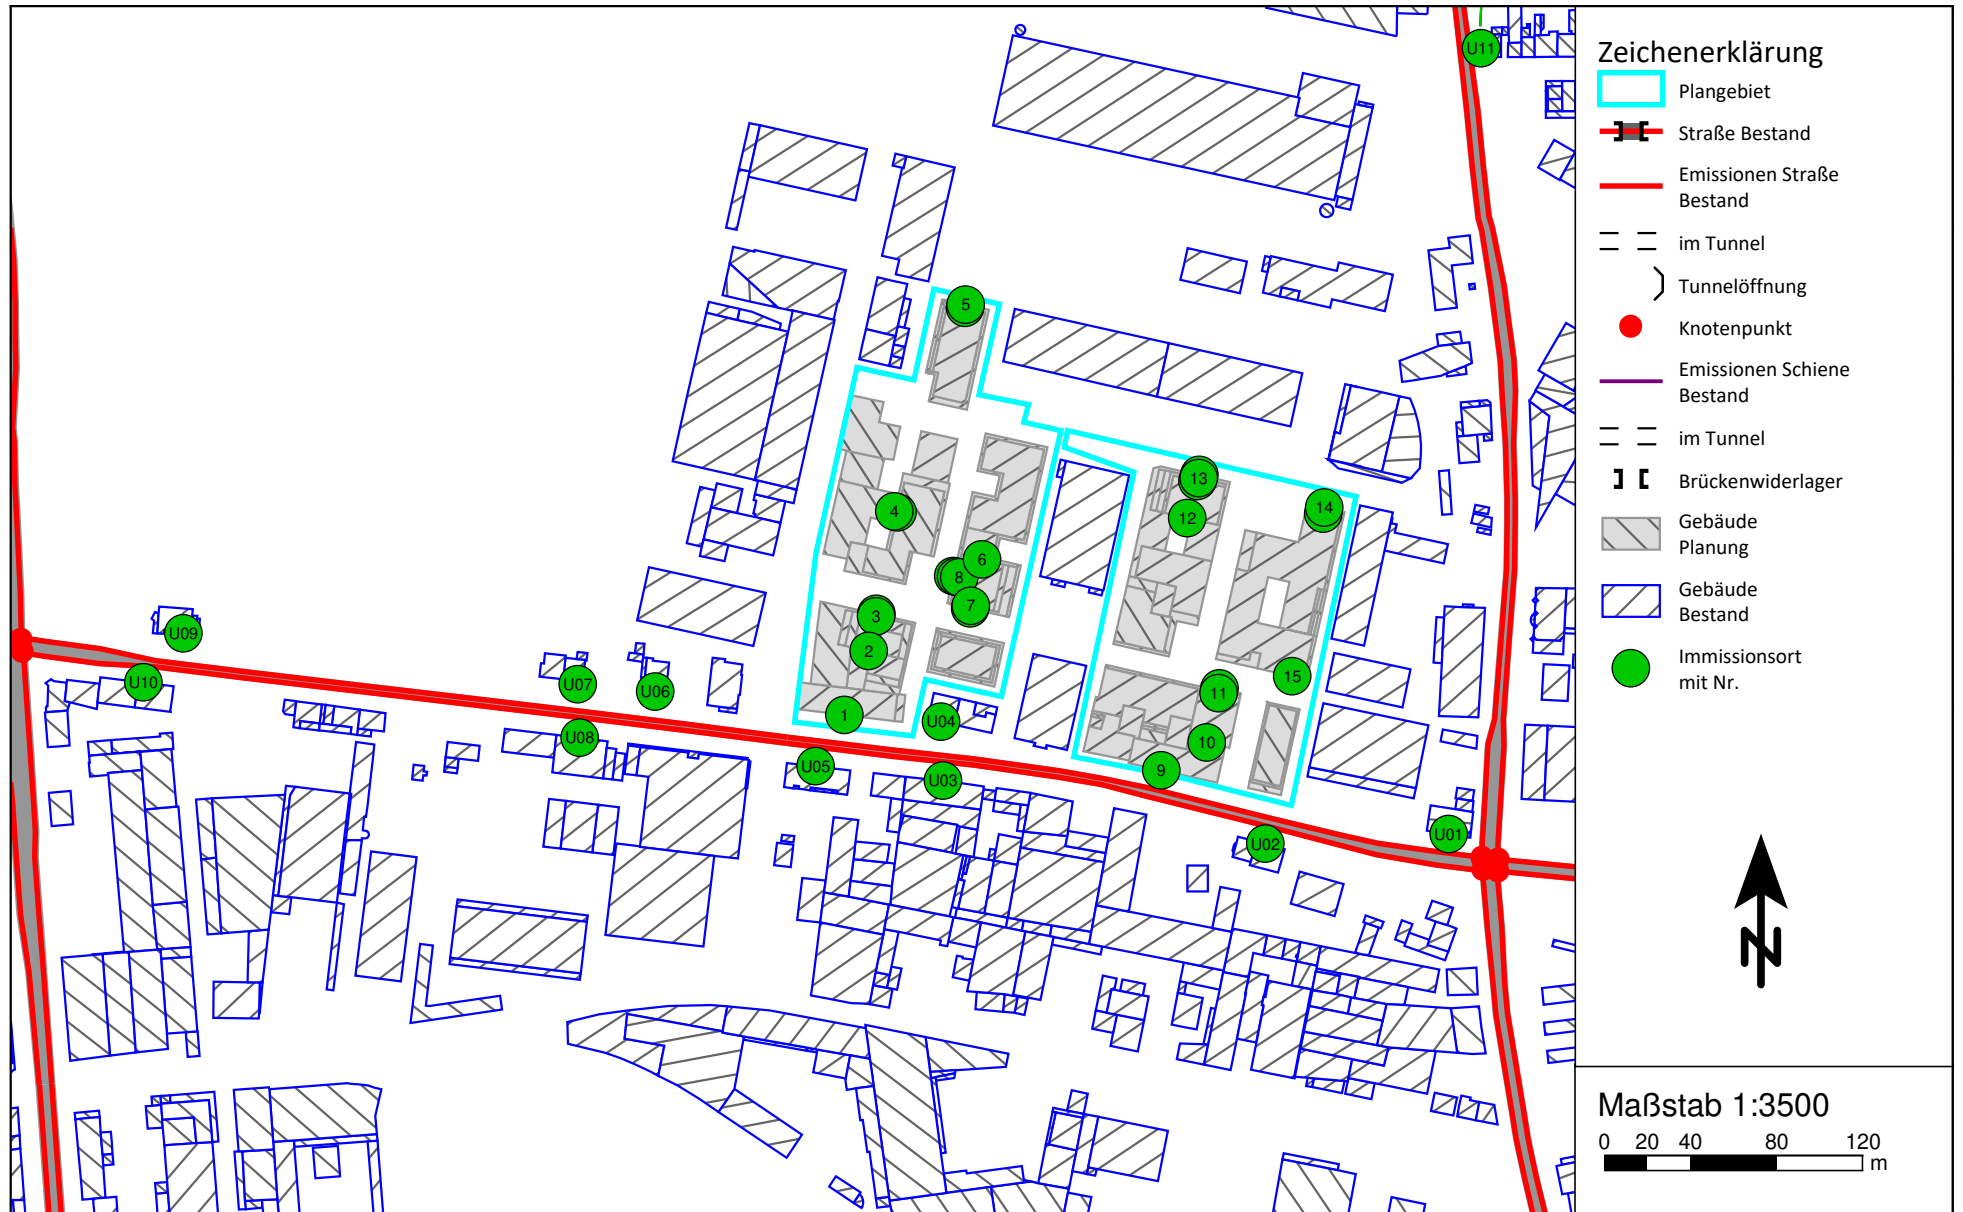 U11
5
13
14
4
12
6
8
7
3
U09
2
15
U10
U07
U06
11
1
U04
U08
10
U05
9
U03
U01
U02
Zeichenerklärung
Plangebiet
Straße Bestand
Emissionen Straße
Bestand
im Tunnel
Tunnelöffnung
Knotenpunkt
Emissionen Schiene
Bestand
im Tunnel
Brückenwiderlager
Gebäude
Planung
Gebäude
Bestand
Immissionsort
mit Nr.
N
Maßstab 1:3500
0 20 40 80 120
m